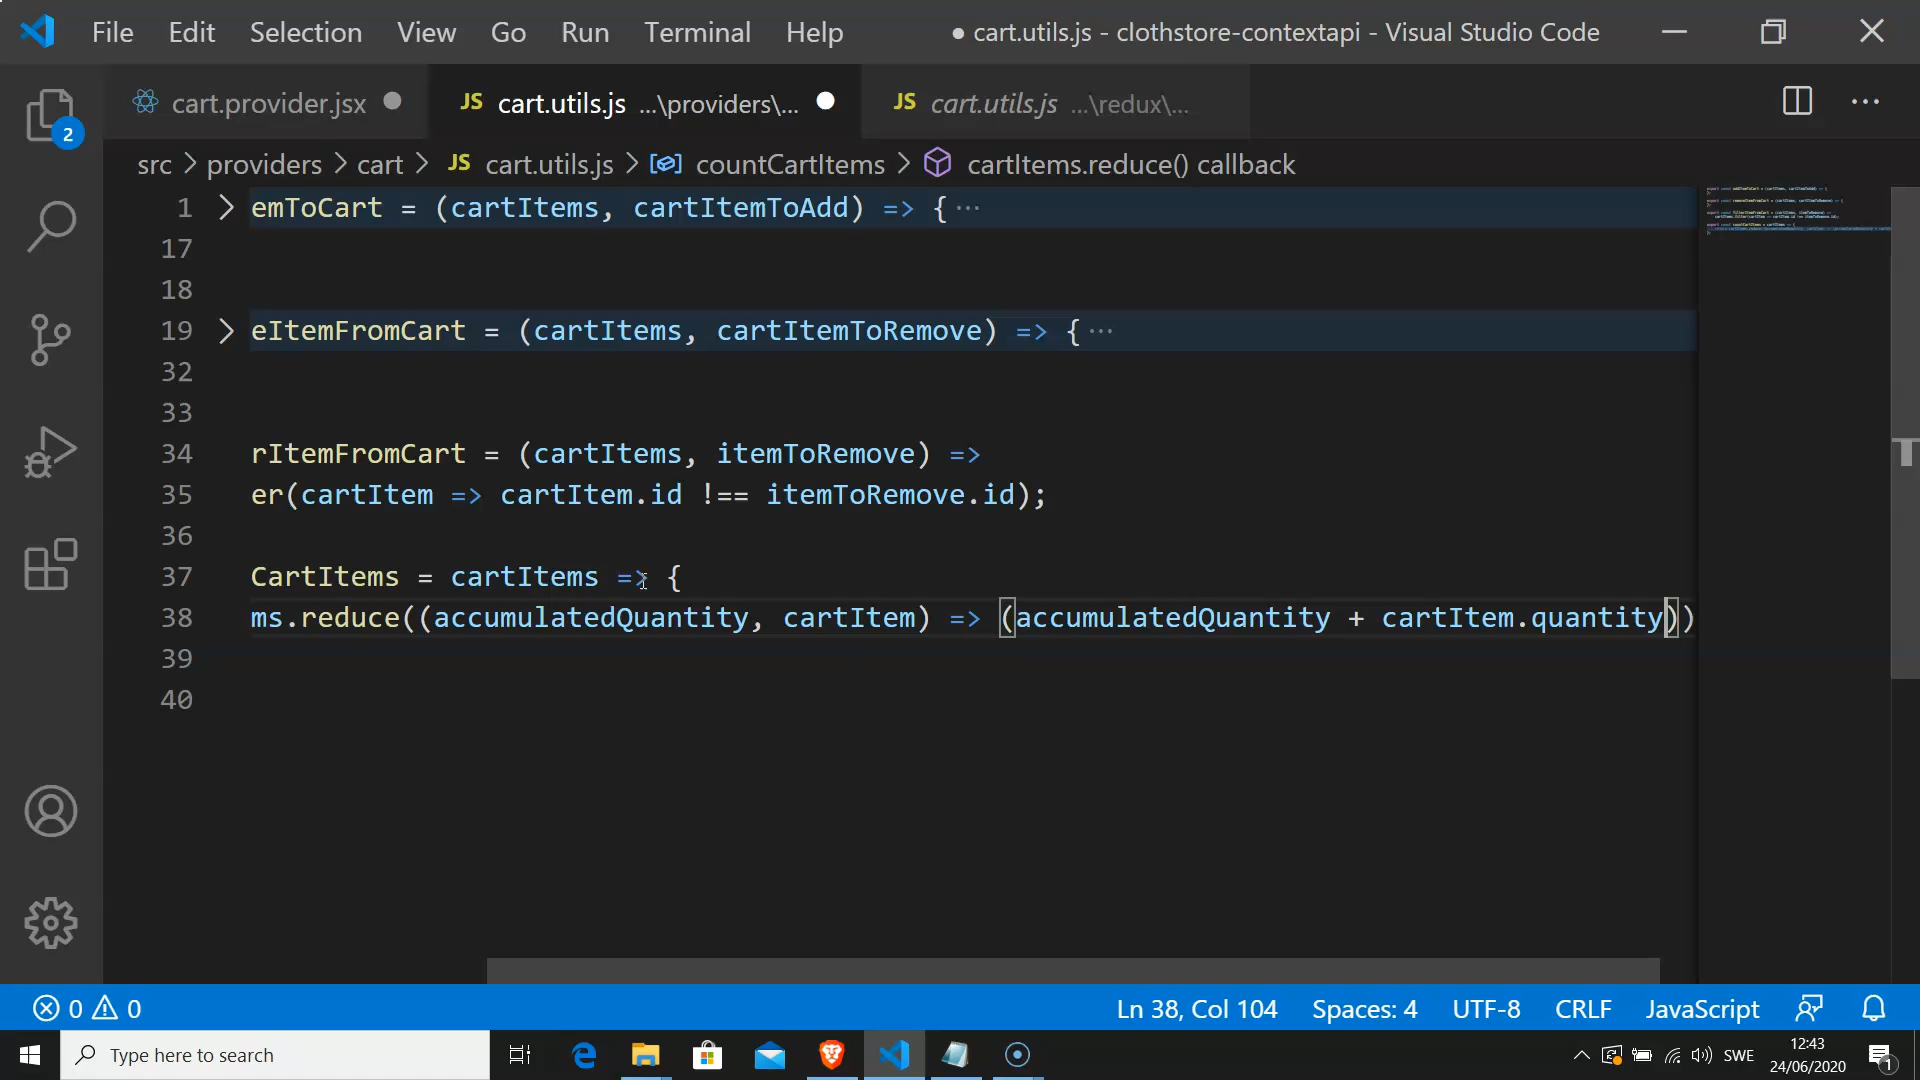 File Edit Selection View Go Run Terminal Help ● cart.utils.js - clothstore-contextapi - Visual Studio Code
cart.provider.jsx JS cart.utils.js ...\providers\... JS cart.utils.js ...\redux\... ...
2
src > providers > cart > JS cart.utils.js > countCartItems > cartItems.reduce() callback
1 emToCart = (cartItems, cartItemToAdd) => {...
17
18
19 eItemFromCart = (cartItems, cartItemToRemove) => {...
32
33
34 rItemFromCart = (cartItems, itemToRemove) =>
35 er(cartItem => cartItem.id !== itemToRemove.id);
36
37 CartItems = cartItems => {
38 ms.reduce((accumulatedQuantity, cartItem) => (accumulatedQuantity + cartItem.quantity))
39
40
0 0 Ln 38, Col 104 Spaces: 4 UTF-8 CRLF JavaScript
Type here to search SWE 12:43
24/06/2020 1